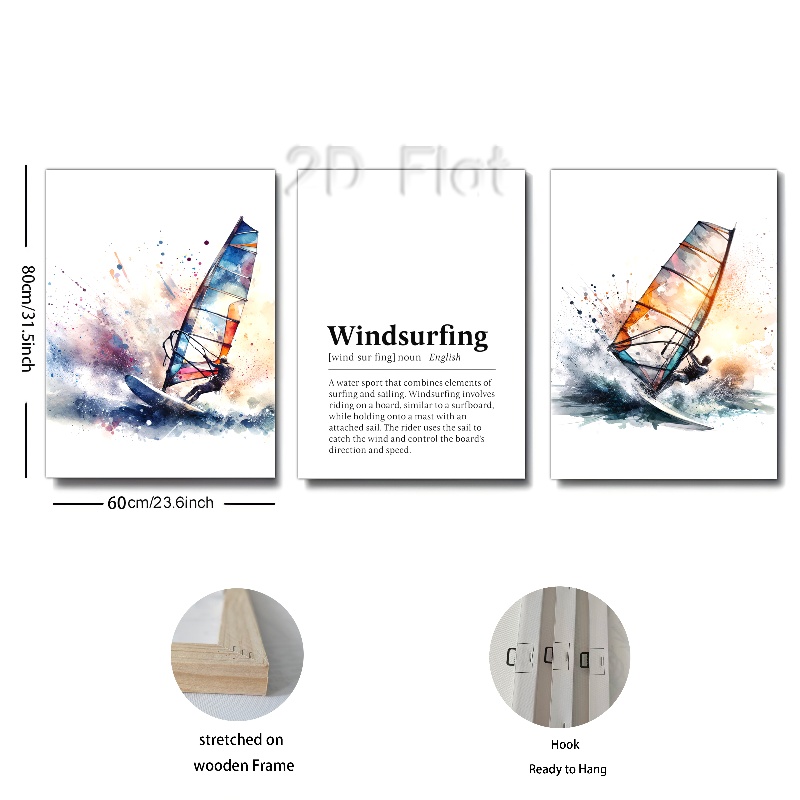 2D Flat
80cm/31.5inch
Windsurfing
[wind sur fing] noun English
A water sport that combines elements of
surfing and sailing. Windsurfing involves
riding on a board, similar to a surfboard,
while holding onto a mast with an
attached sail. The rider uses the sail to
catch the wind and control the board's
direction and speed.
60cm/23.6inch
stretched on
wooden Frame
Hook
Ready to Hang